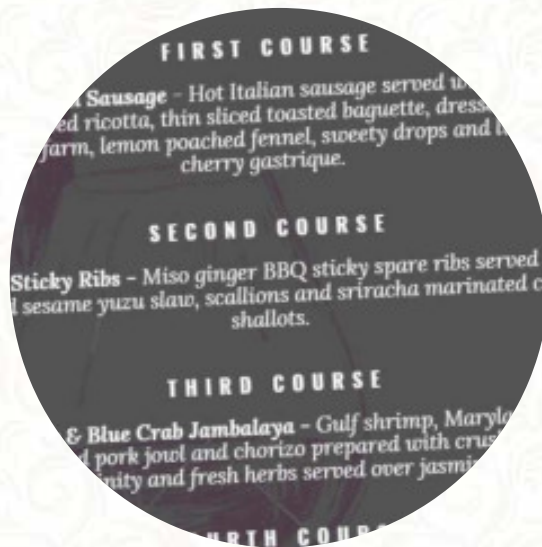 FIRST COURSE
Sausage – Hot Italian sausage served
ricotta, thin sliced toasted baguette,
farm, lemon poached fennel, sweety drops and
cherry gastrique.
SECOND COURSE
Sticky Ribs – Miso ginger BBQ sticky spare ribs served
sesame yuzu slaw, scallions and sriracha marinated
shallots.
THIRD COURSE
& Blue Crab Jambalaya – Gulf shrimp,
pork jowl and chorizo prepared with
and fresh herbs served over